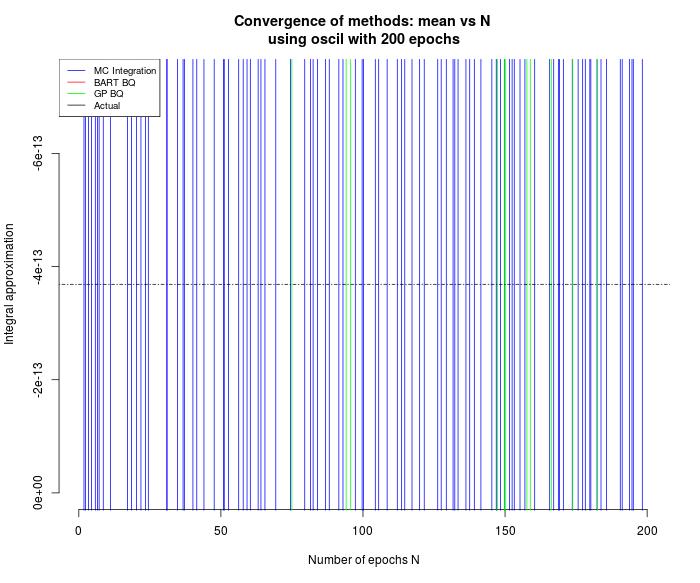 Convergence of methods: mean vs N
using oscil with 200 epochs
MC Integration
BART BQ
GP BQ
Actual
Integral approximation
-6e-13
-4e-13
-2e-13
0e+00
0 50 100 150 200
Number of epochs N